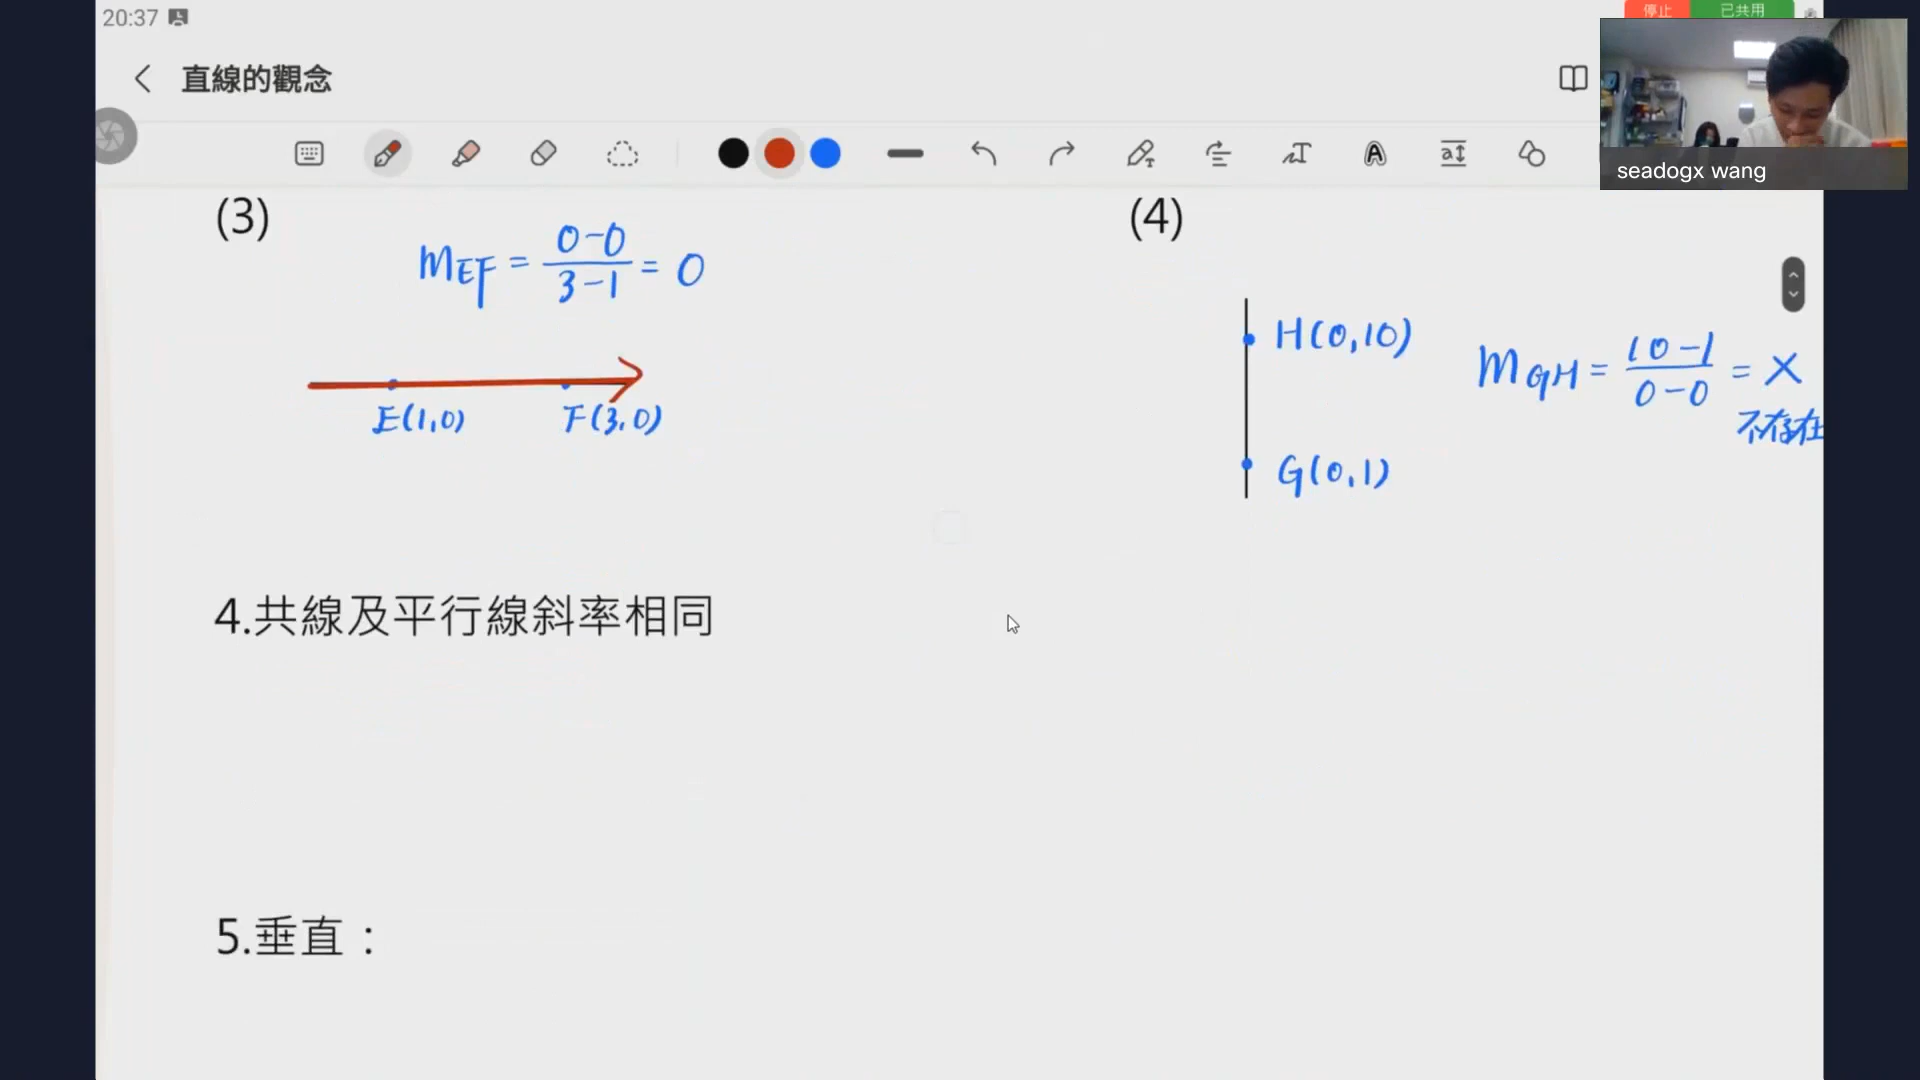 20:37
停止
已共用
直線的觀念
seadogx wang
(3)
mEF = 0-0/3-1 = 0
E(1,0)
F(3,0)
(4)
H(0,10)
mGH = 10-1/0-0 = ×
不存在
G(0,1)
4.共線及平行線斜率相同
5.垂直：